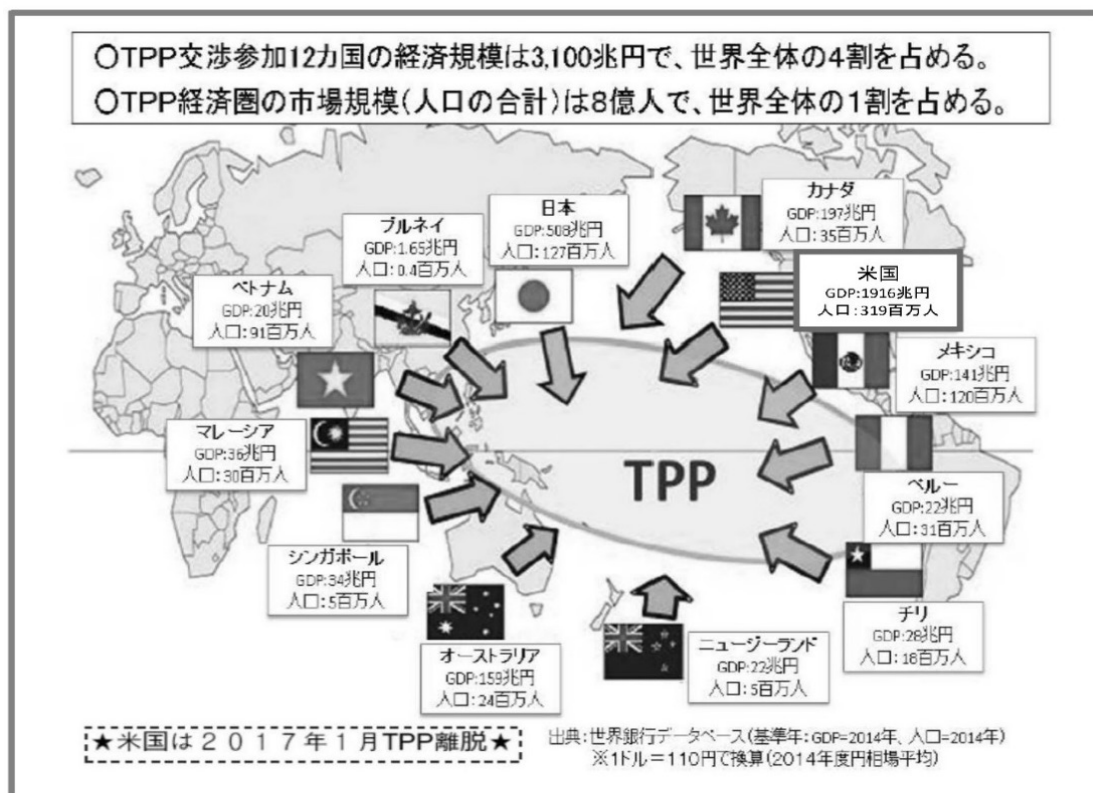 〇TPP交渉参加12カ国の経済規模は3,100兆円で、世界全体の4割を占める。
〇TPP経済圏の市場規模(人口の合計)は8億人で、世界全体の1割を占める。
カナダ
GDP:197兆円
人口:35百万人
日本
GDP:508兆円
人口:127百万人
ブルネイ
GDP:1.65兆円
人口:0.4百万人
米国
GDP:1916兆円
人口:319百万人
ベトナム
GDP:20兆円
人口:91百万人
メキシコ
GDP:141兆円
人口:120百万人
マレーシア
GDP:36兆円
人口:30百万人
TPP
ペルー
GDP:22兆円
人口:31百万人
シンガポール
GDP:34兆円
人口:5百万人
チリ
GDP:28兆円
人口:18百万人
オーストラリア
GDP:159兆円
人口:24百万人
ニュージーランド
GDP:22兆円
人口:5百万人
★米国は2017年1月TPP離脱★
出典:世界銀行データベース(基準年:GDP=2014年、人口=2014年)
※1ドル=110円で換算(2014年度円相場平均)